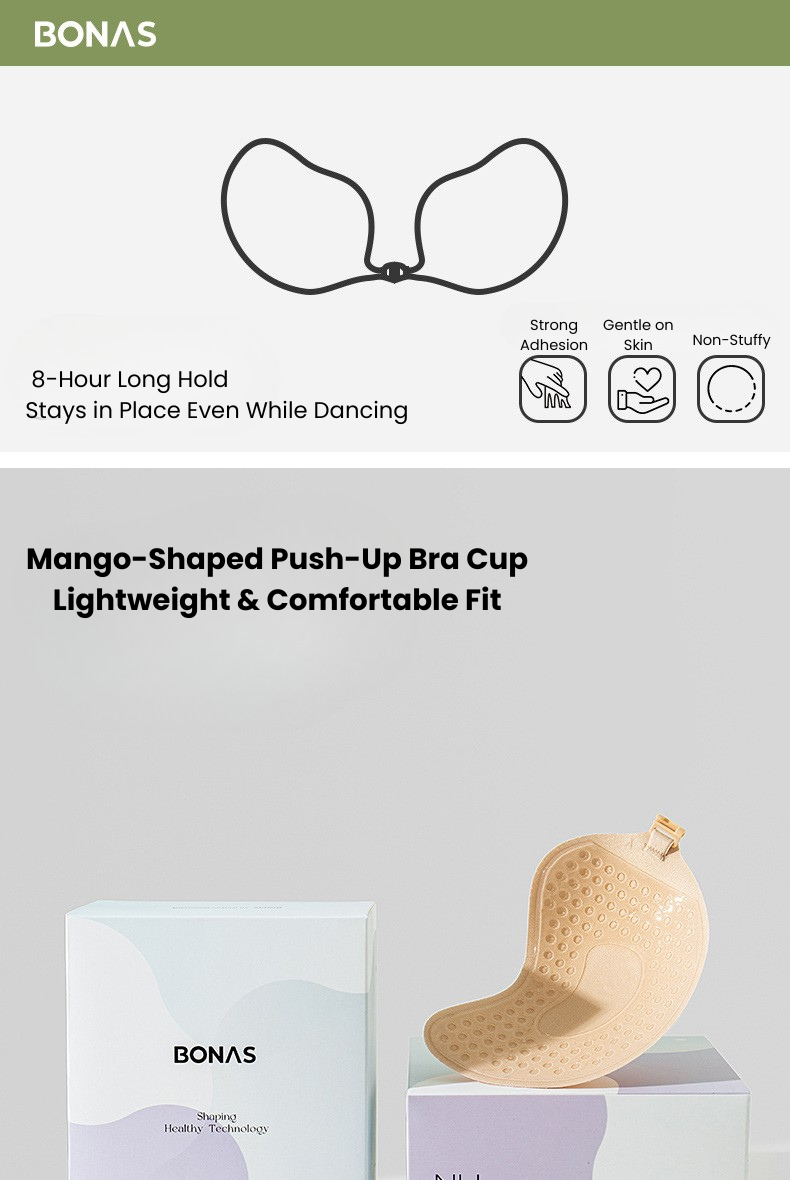 BONAS
Strong
Adhesion
Gentle on
Skin
Non-Stuffy
8-Hour Long Hold
Stays in Place Even While Dancing
Mango-Shaped Push-Up Bra Cup
Lightweight & Comfortable Fit
BONAS
Shaping
Healthy Technology